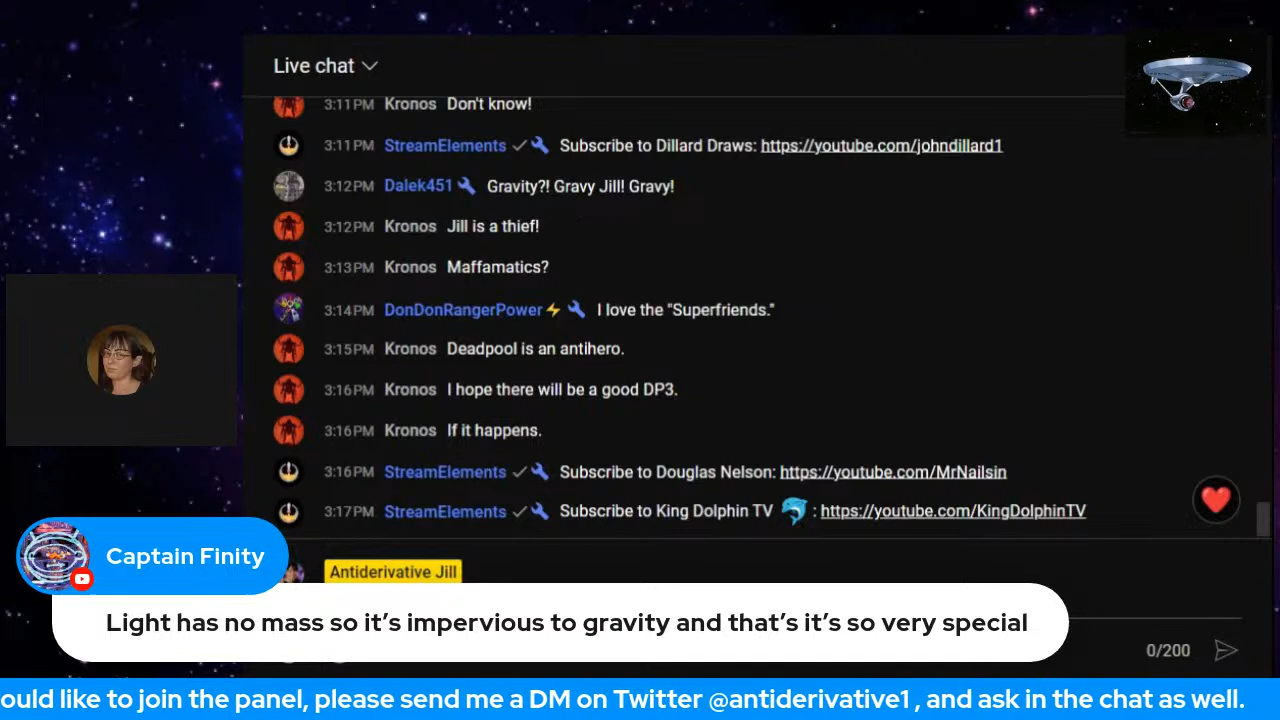 Live chat
3:11 PM Kronos Don't know!
3:11 PM StreamElements Subscribe to Dillard Draws: https://youtube.com/johndillard1
3:12 PM Dalek451 Gravity?! Gravy Jill! Gravy!
3:12 PM Kronos Jill is a thief!
3:13 PM Kronos Maffamatics?
3:14 PM DonDonRangerPower I love the "Superfriends."
3:15 PM Kronos Deadpool is an antihero.
3:16 PM Kronos I hope there will be a good DP3.
3:16 PM Kronos If it happens.
3:16 PM StreamElements Subscribe to Douglas Nelson: https://youtube.com/MrNailsin
3:17 PM StreamElements Subscribe to King Dolphin TV 🐬 : https://youtube.com/KingDolphinTV
Captain Finity
Antiderivative Jill
Light has no mass so it's impervious to gravity and that's it's so very special
0/200
ould like to join the panel, please send me a DM on Twitter @antiderivative1 , and ask in the chat as well.